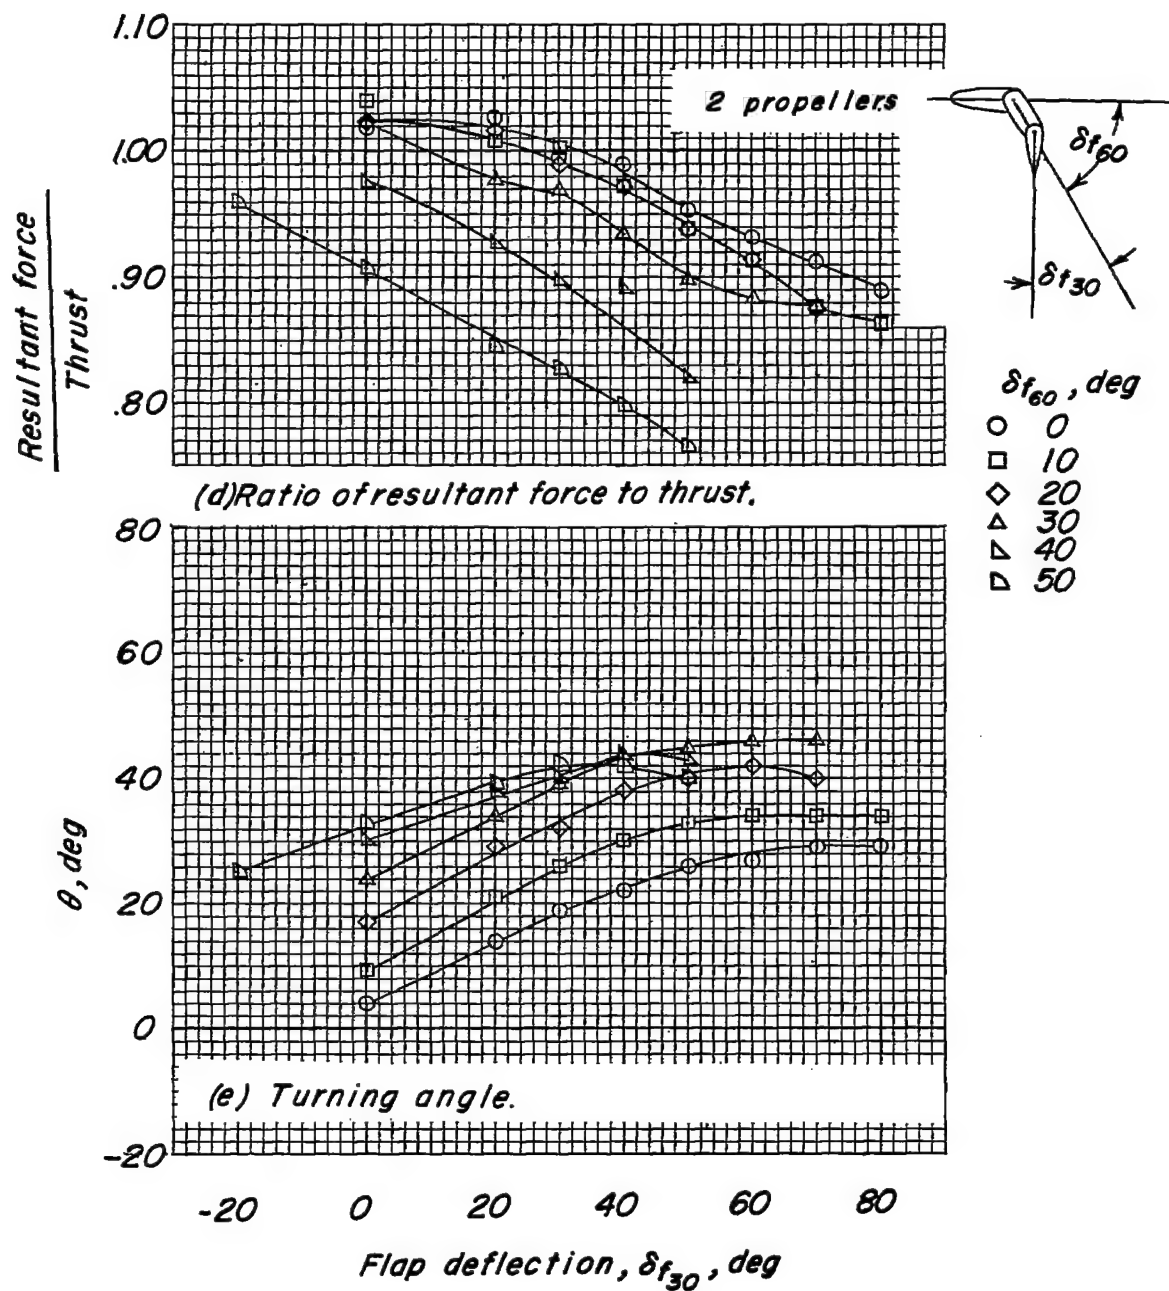 1.10
1.00
.90
.80
Resultant force
Thrust
2 propellers
δf60
δf30
(d)Ratio of resultant force to thrust.
δf60, deg
0
10
20
30
40
50
80
60
40
20
0
-20
θ, deg
(e) Turning angle.
-20 0 20 40 60 80
Flap deflection, δf30, deg